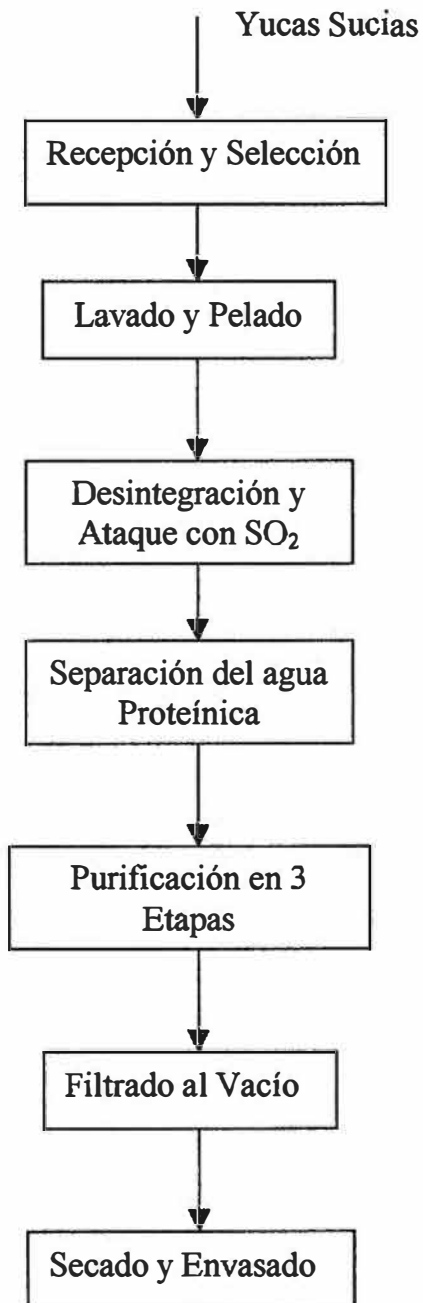 Yucas Sucias
Recepción y Selección
Lavado y Pelado
Desintegración y
Ataque con SO₂
Separación del agua
Proteínica
Purificación en 3
Etapas
Filtrado al Vacío
Secado y Envasado